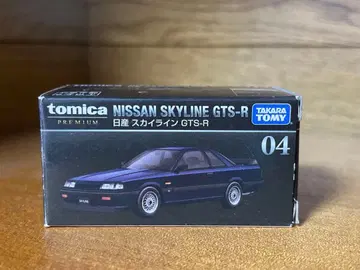 tomica
PREMIUM
NISSAN SKYLINE GTS-R
日産 スカイライン GTS-R
TAKARA
TOMY
04